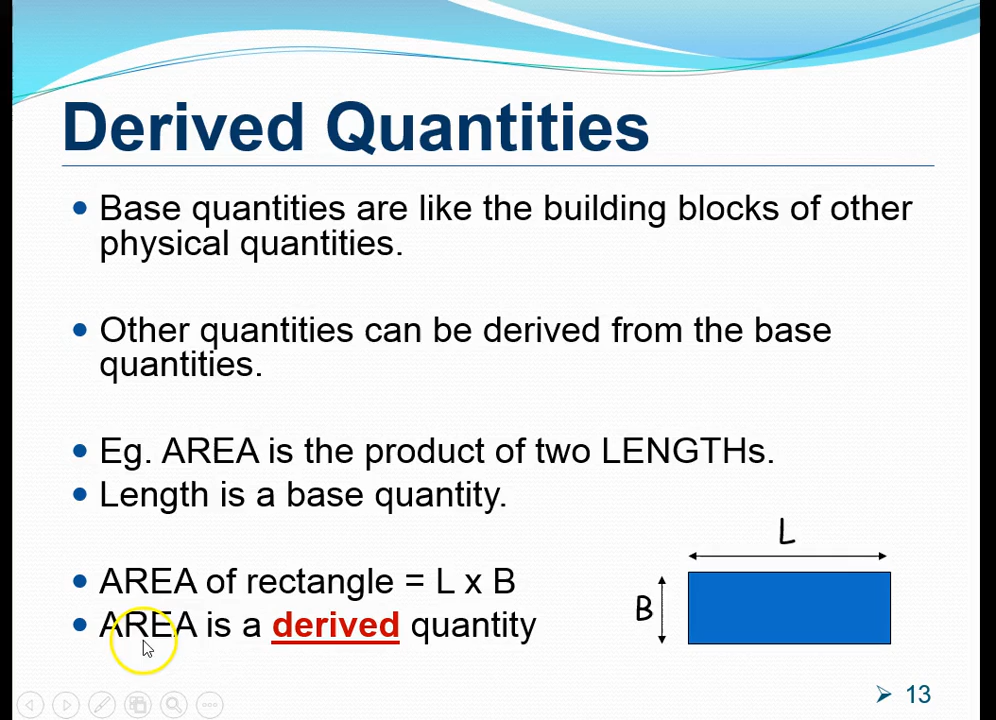 Derived Quantities
Base quantities are like the building blocks of other
physical quantities.
Other quantities can be derived from the base
quantities.
Eg. AREA is the product of two LENGTHs.
Length is a base quantity.
L
AREA of rectangle = L x B
B
AREA is a derived quantity
13